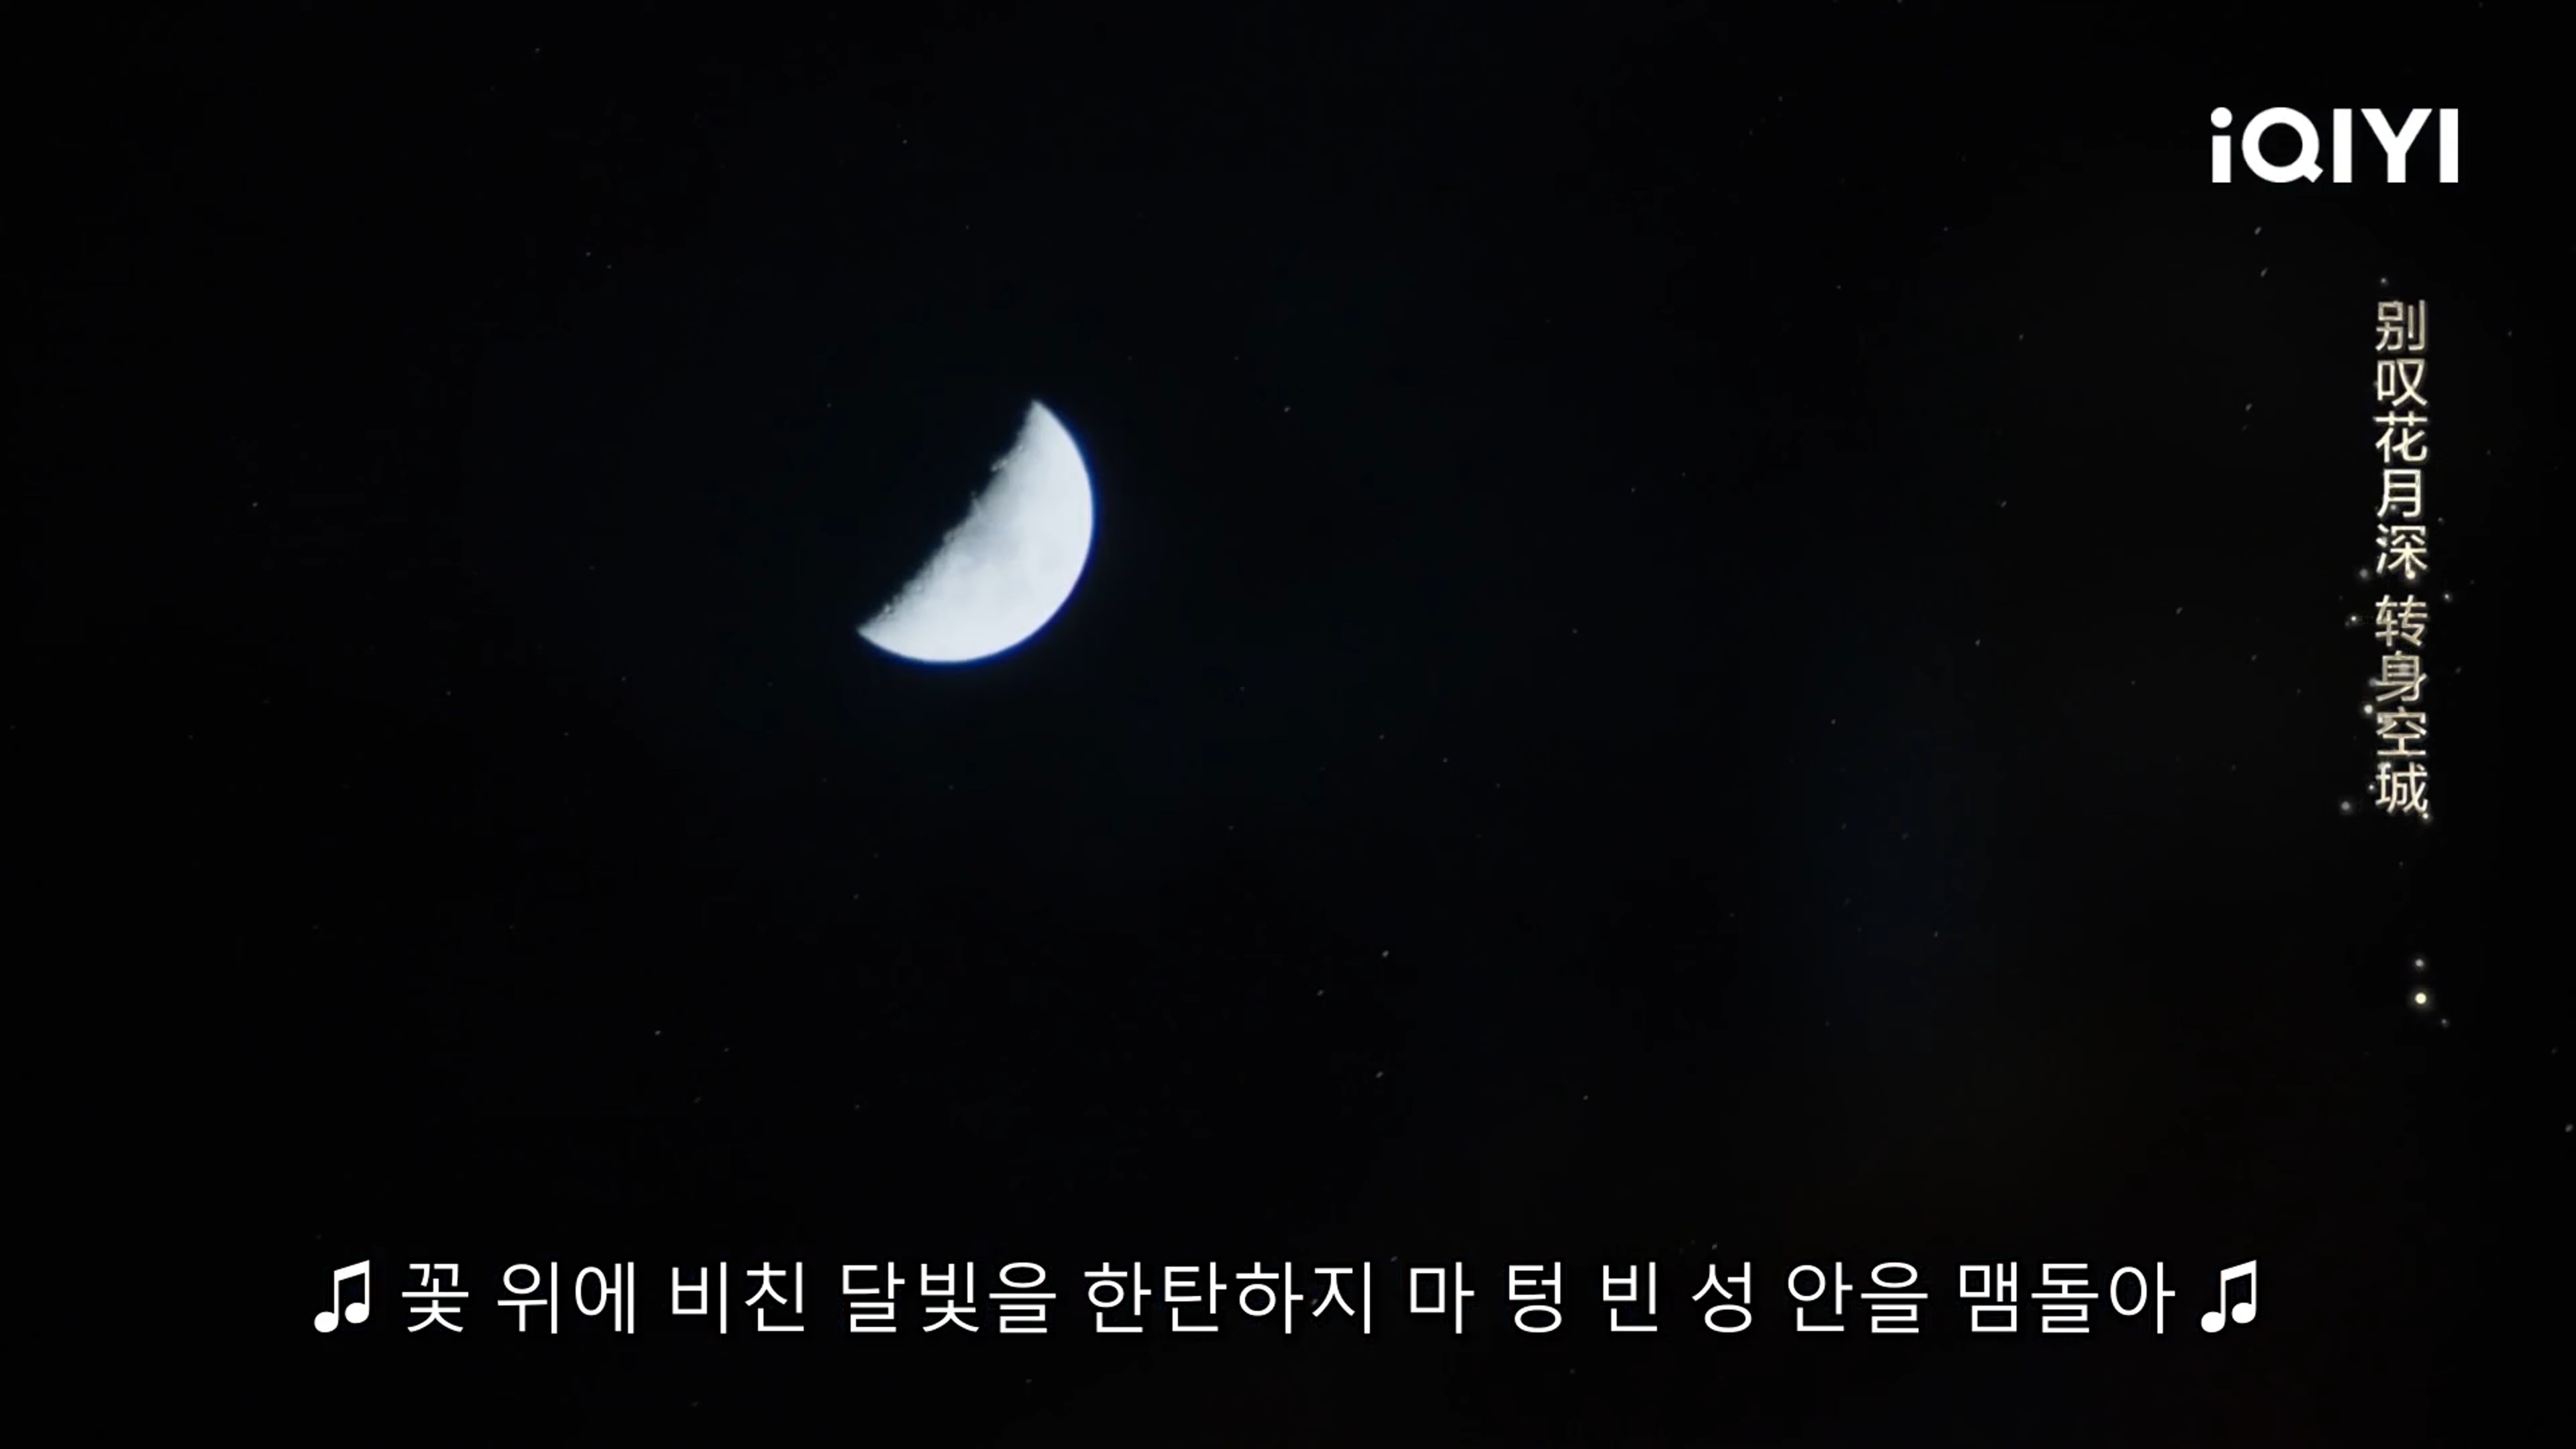 iQIYI
别叹花月深 转身空城
♫ 꽃 위에 비친 달빛을 한탄하지 마 텅 빈 성 안을 맴돌아 ♫